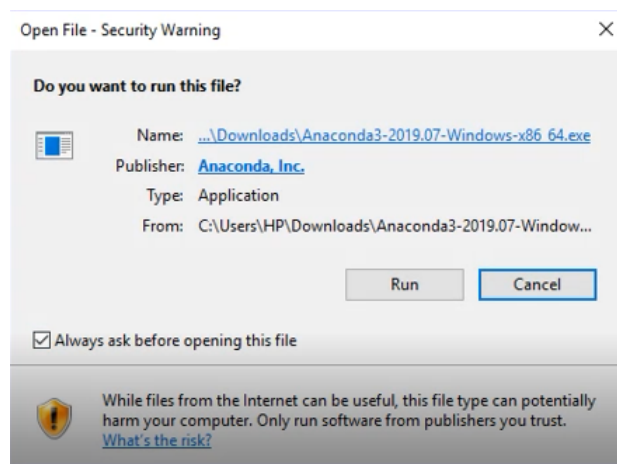 Open File - Security Warning
Do you want to run this file?
Name: ...\Downloads\Anaconda3-2019.07-Windows-x86_64.exe
Publisher: Anaconda, Inc.
Type: Application
From: C:\Users\HP\Downloads\Anaconda3-2019.07-Window...
Run Cancel
Always ask before opening this file
While files from the Internet can be useful, this file type can potentially
harm your computer. Only run software from publishers you trust.
What's the risk?